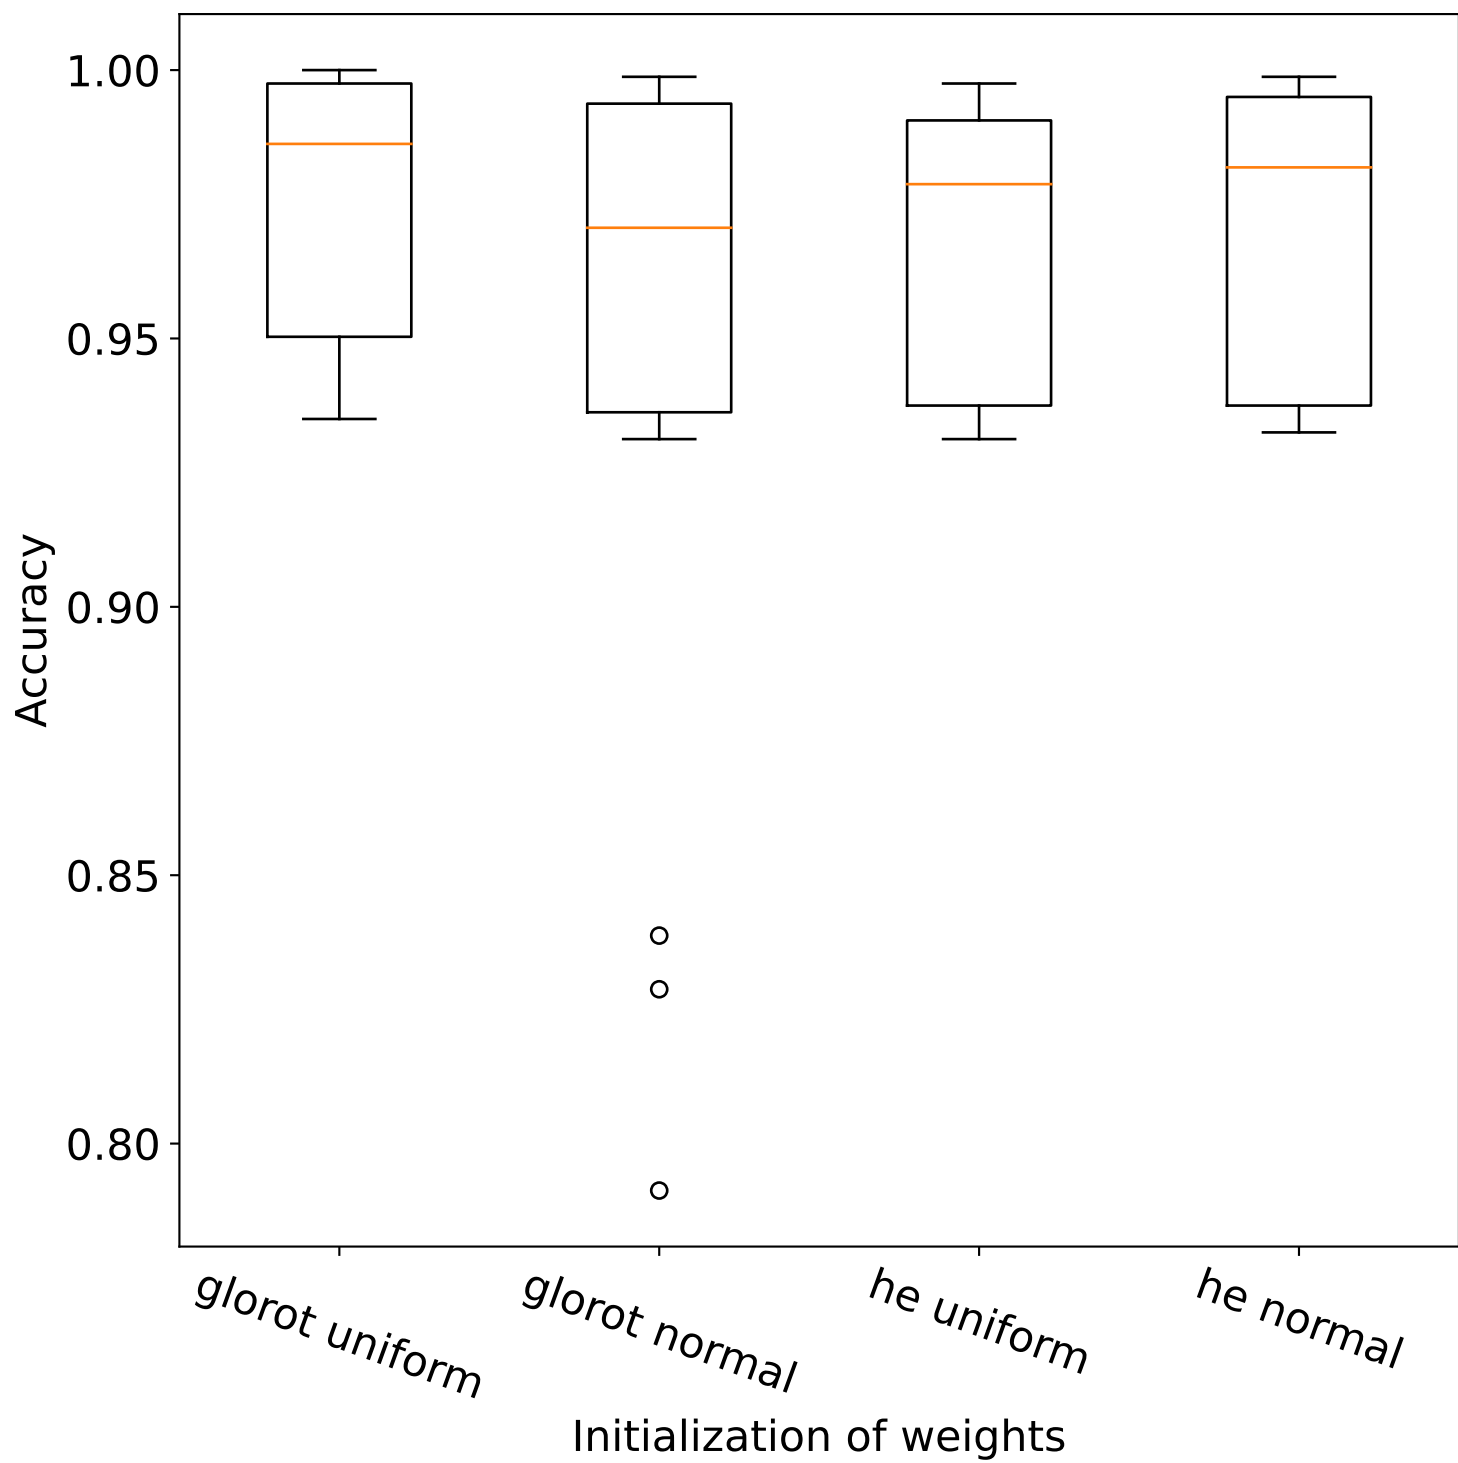 1.00
0.95
0.90
0.85
0.80
Accuracy
glorot uniform
glorot normal
he uniform
he normal
Initialization of weights